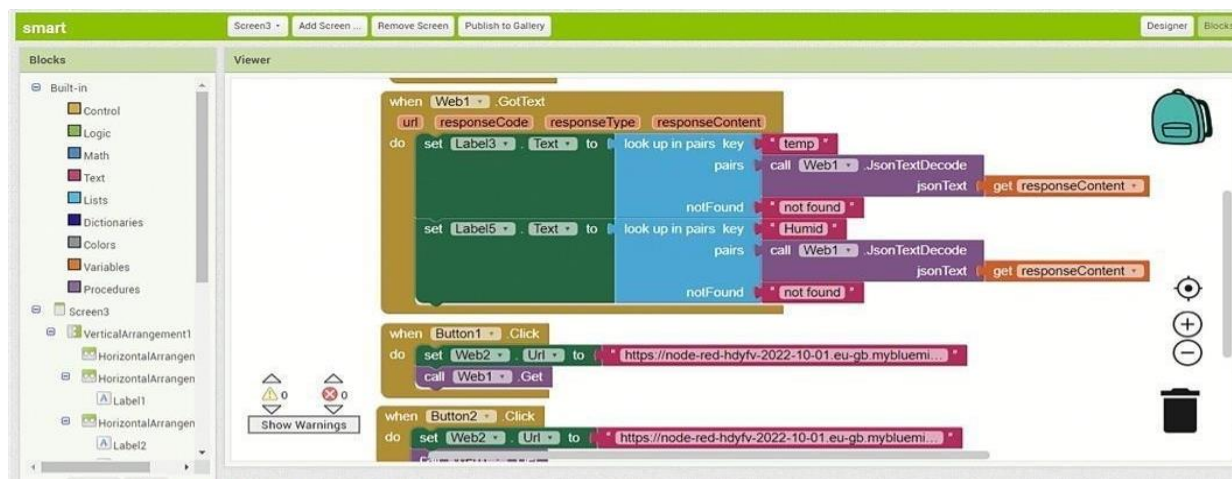 smart
Screen3 Add Screen ... Remove Screen Publish to Gallery
Designer Blocks
Blocks
Viewer
Built-in
Control
Logic
Math
Text
Lists
Dictionaries
Colors
Variables
Procedures
Screen3
VerticalArrangement1
HorizontalArrangen
HorizontalArrangen
Label1
HorizontalArrangen
Label2
when Web1 .GotText
url responseCode responseType responseContent
do set Label3 . Text to look up in pairs key " temp "
pairs call Web1 .JsonTextDecode
jsonText get responseContent
notFound " not found "
set Label5 . Text to look up in pairs key " Humid "
pairs call Web1 .JsonTextDecode
jsonText get responseContent
notFound " not found "
when Button1 .Click
do set Web2 . Url to " https://node-red-hdyfv-2022-10-01.eu-gb.mybluemi... "
call Web1 .Get
when Button2 .Click
do set Web2 . Url to " https://node-red-hdyfv-2022-10-01.eu-gb.mybluemi... "
0 0
Show Warnings